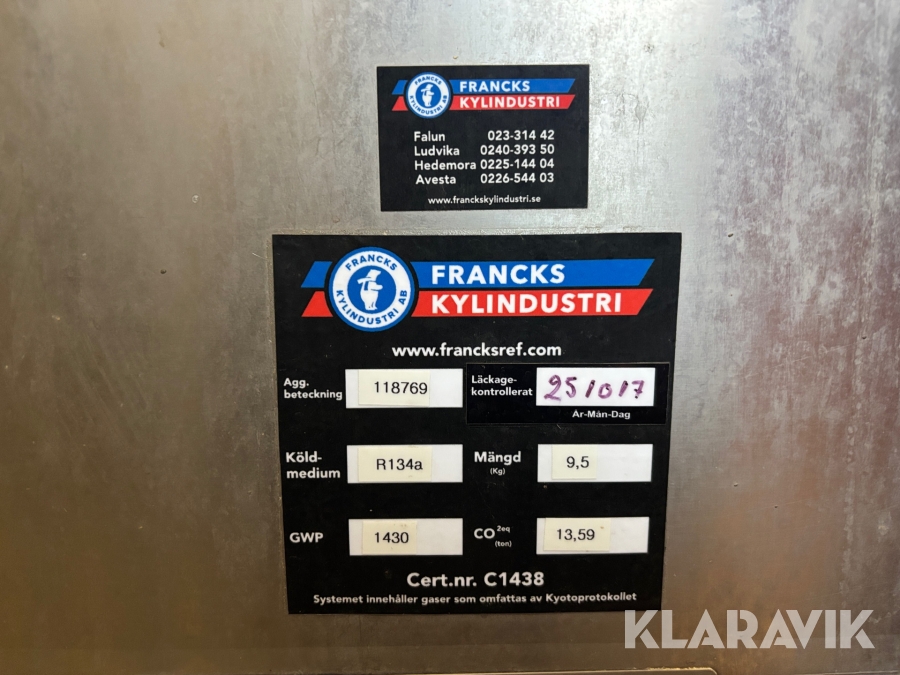 FRANCKS KYLINDUSTRI AB
FRANCKS
KYLINDUSTRI
Falun 023-314 42
Ludvika 0240-393 50
Hedemora 0225-144 04
Avesta 0226-544 03
www.franckskylindustri.se
FRANCKS KYLINDUSTRI AB
FRANCKS
KYLINDUSTRI
www.francksref.com
Agg. beteckning 118769
Läckage-
kontrollerat 251017
År-Mån-Dag
Köld-
medium R134a
Mängd (Kg) 9,5
GWP 1430
CO 2eq (ton) 13,59
Cert.nr. C1438
Systemet innehåller gaser som omfattas av Kyotoprotokollet
KLARAVIK